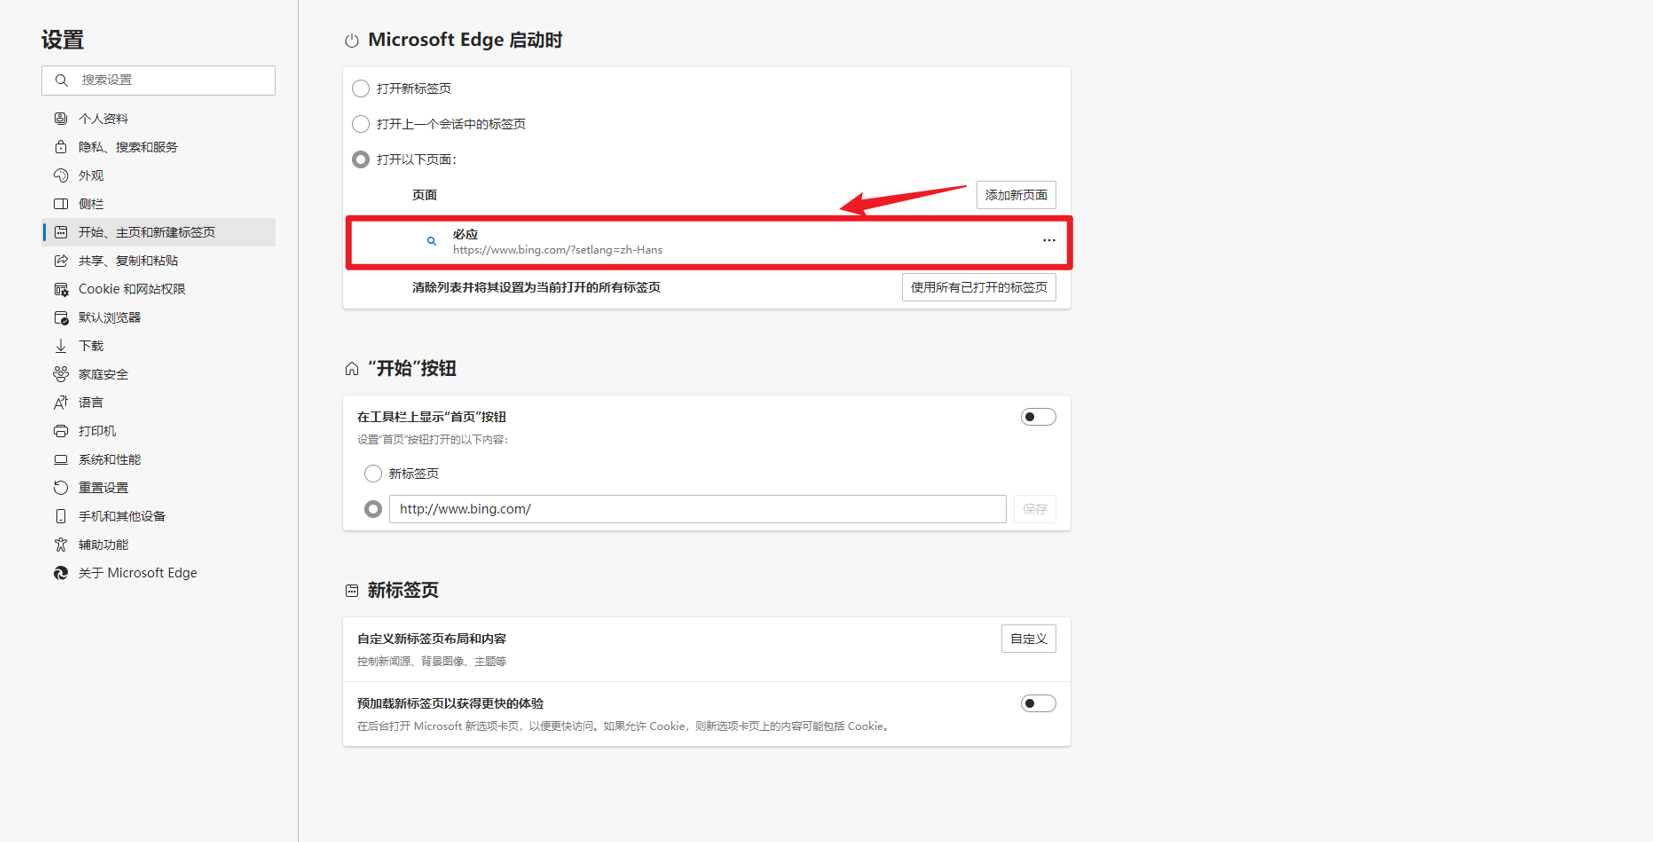 设置
搜索设置
个人资料
隐私、搜索和服务
外观
侧栏
开始、主页和新建标签页
共享、复制和粘贴
Cookie 和网站权限
默认浏览器
下载
家庭安全
语言
打印机
系统和性能
重置设置
手机和其他设备
辅助功能
关于 Microsoft Edge
Microsoft Edge 启动时
打开新标签页
打开上一个会话中的标签页
打开以下页面:
页面
添加新页面
必应
https://www.bing.com/?setlang=zh-Hans
清除列表并将其设置为当前打开的所有标签页
使用所有已打开的标签页
“开始”按钮
在工具栏上显示“首页”按钮
设置“首页”按钮打开的以下内容:
新标签页
http://www.bing.com/
保存
新标签页
自定义新标签页布局和内容
自定义
控制新闻源、背景图像、主题等
预加载新标签页以获得更快的体验
在后台打开 Microsoft 新选项卡页，以便更快访问。如果允许 Cookie，则新选项卡页上的内容可能包括 Cookie。